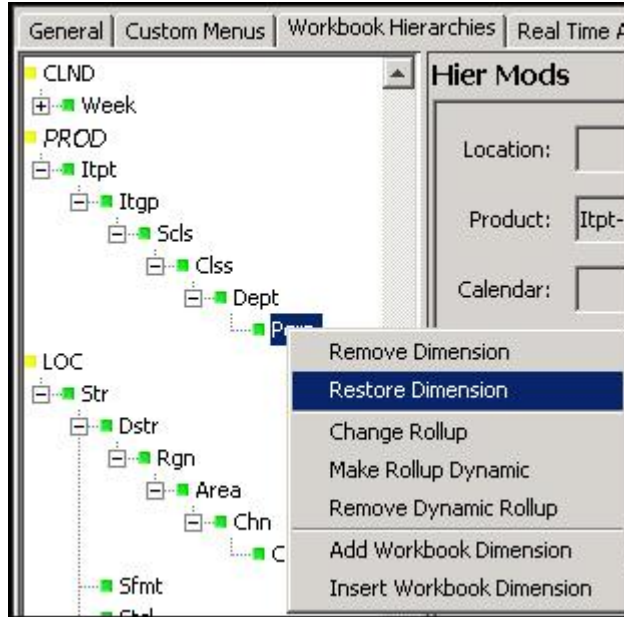 General
Custom Menus
Workbook Hierarchies
Real Time A
CLND
Week
PROD
Itpt
Itgp
Scls
Clss
Dept
LOC
Str
Dstr
Rgn
Area
Chn
C
Sfmt
Hier Mods
Location:
Product: Itpt-
Calendar:
Remove Dimension
Restore Dimension
Change Rollup
Make Rollup Dynamic
Remove Dynamic Rollup
Add Workbook Dimension
Insert Workbook Dimension